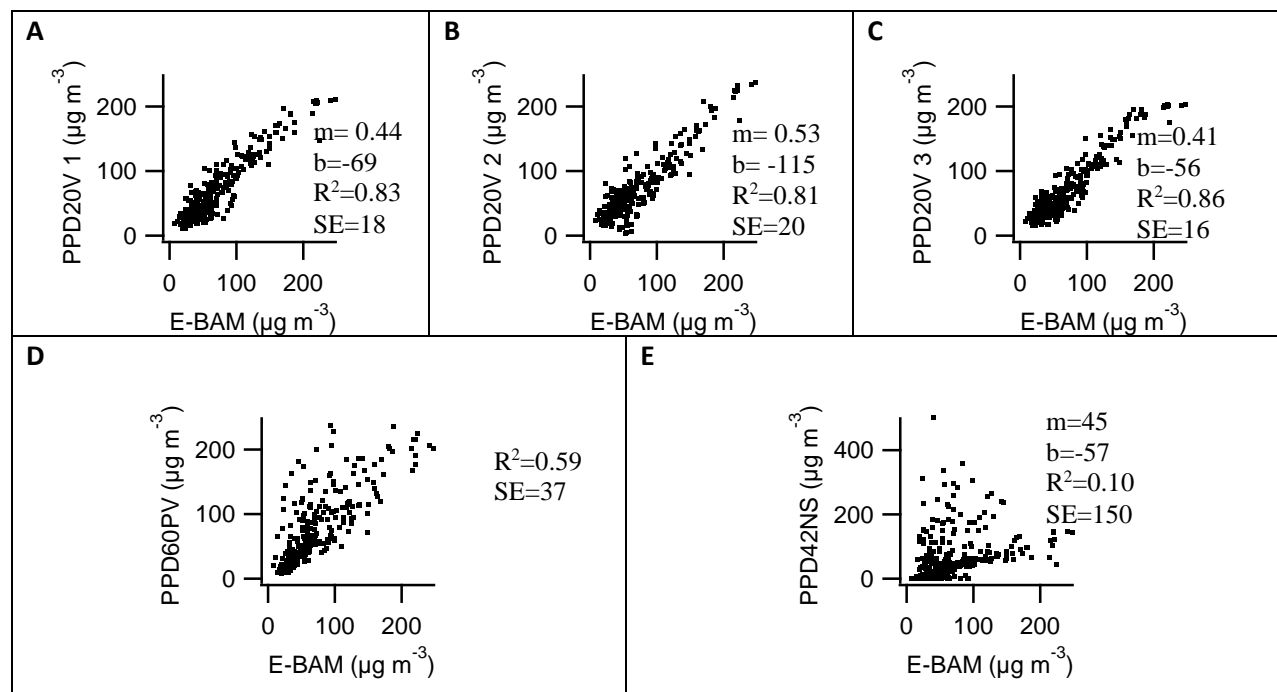 A
PPD20V 1 (µg m⁻³)
200
100
0
m= 0.44
b=-69
R²=0.83
SE=18
0 100 200
E-BAM (µg m⁻³)
B
PPD20V 2 (µg m⁻³)
200
100
0
m= 0.53
b= -115
R²=0.81
SE=20
0 100 200
E-BAM (µg m⁻³)
C
PPD20V 3 (µg m⁻³)
200
100
0
m=0.41
b=-56
R²=0.86
SE=16
0 100 200
E-BAM (µg m⁻³)
D
PPD60PV (µg m⁻³)
200
100
0
R²=0.59
SE=37
0 100 200
E-BAM (µg m⁻³)
E
PPD42NS (µg m⁻³)
400
200
0
m=45
b=-57
R²=0.10
SE=150
0 100 200
E-BAM (µg m⁻³)